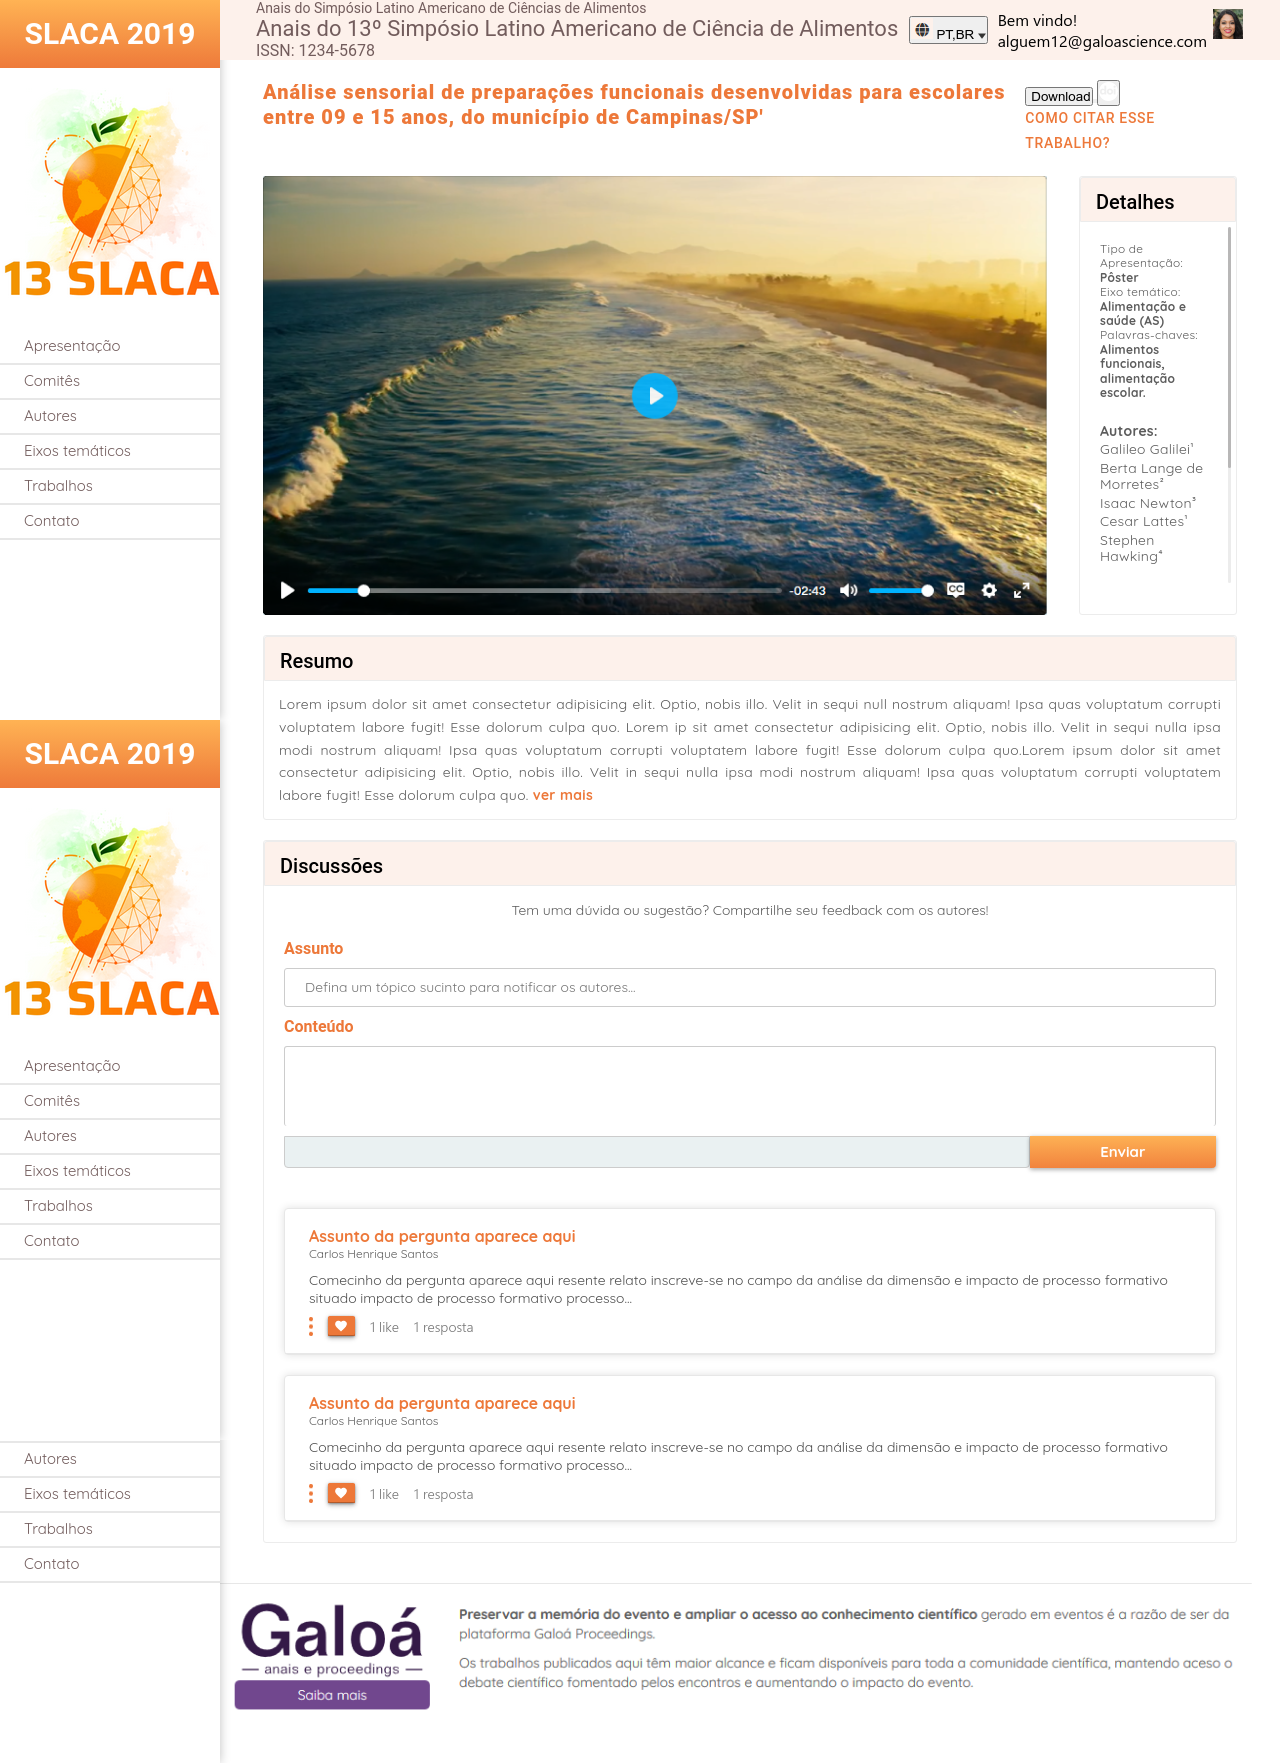 SLACA 2019
13 SLACA
Apresentação
Comitês
Autores
Eixos temáticos
Trabalhos
Contato
SLACA 2019
13 SLACA
Apresentação
Comitês
Autores
Eixos temáticos
Trabalhos
Contato
Autores
Eixos temáticos
Trabalhos
Contato
Anais do Simpósio Latino Americano de Ciências de Alimentos
Anais do 13º Simpósio Latino Americano de Ciência de Alimentos
ISSN: 1234-5678
PT,BR
Bem vindo!
alguem12@galoascience.com
Análise sensorial de preparações funcionais desenvolvidas para escolares
entre 09 e 15 anos, do município de Campinas/SP'
Download
doi
COMO CITAR ESSE
TRABALHO?
-02:43
CC
Detalhes
Tipo de
Apresentação:
Pôster
Eixo temático:
Alimentação e
saúde (AS)
Palavras-chaves:
Alimentos
funcionais,
alimentação
escolar.
Autores:
Galileo Galilei¹
Berta Lange de
Morretes²
Isaac Newton³
Cesar Lattes¹
Stephen
Hawking⁴
Resumo
Lorem ipsum dolor sit amet consectetur adipisicing elit. Optio, nobis illo. Velit in sequi null nostrum aliquam! Ipsa quas voluptatum corrupti
voluptatem labore fugit! Esse dolorum culpa quo. Lorem ip sit amet consectetur adipisicing elit. Optio, nobis illo. Velit in sequi nulla ipsa
modi nostrum aliquam! Ipsa quas voluptatum corrupti voluptatem labore fugit! Esse dolorum culpa quo.Lorem ipsum dolor sit amet
consectetur adipisicing elit. Optio, nobis illo. Velit in sequi nulla ipsa modi nostrum aliquam! Ipsa quas voluptatum corrupti voluptatem
labore fugit! Esse dolorum culpa quo. ver mais
Discussões
Tem uma dúvida ou sugestão? Compartilhe seu feedback com os autores!
Assunto
Defina um tópico sucinto para notificar os autores...
Conteúdo
Enviar
Assunto da pergunta aparece aqui
Carlos Henrique Santos
Comecinho da pergunta aparece aqui resente relato inscreve-se no campo da análise da dimensão e impacto de processo formativo
situado impacto de processo formativo processo...
1 like 1 resposta
Assunto da pergunta aparece aqui
Carlos Henrique Santos
Comecinho da pergunta aparece aqui resente relato inscreve-se no campo da análise da dimensão e impacto de processo formativo
situado impacto de processo formativo processo...
1 like 1 resposta
Galoá
anais e proceedings
Saiba mais
Preservar a memória do evento e ampliar o acesso ao conhecimento científico gerado em eventos é a razão de ser da
plataforma Galoá Proceedings.
Os trabalhos publicados aqui têm maior alcance e ficam disponíveis para toda a comunidade científica, mantendo aceso o
debate científico fomentado pelos encontros e aumentando o impacto do evento.